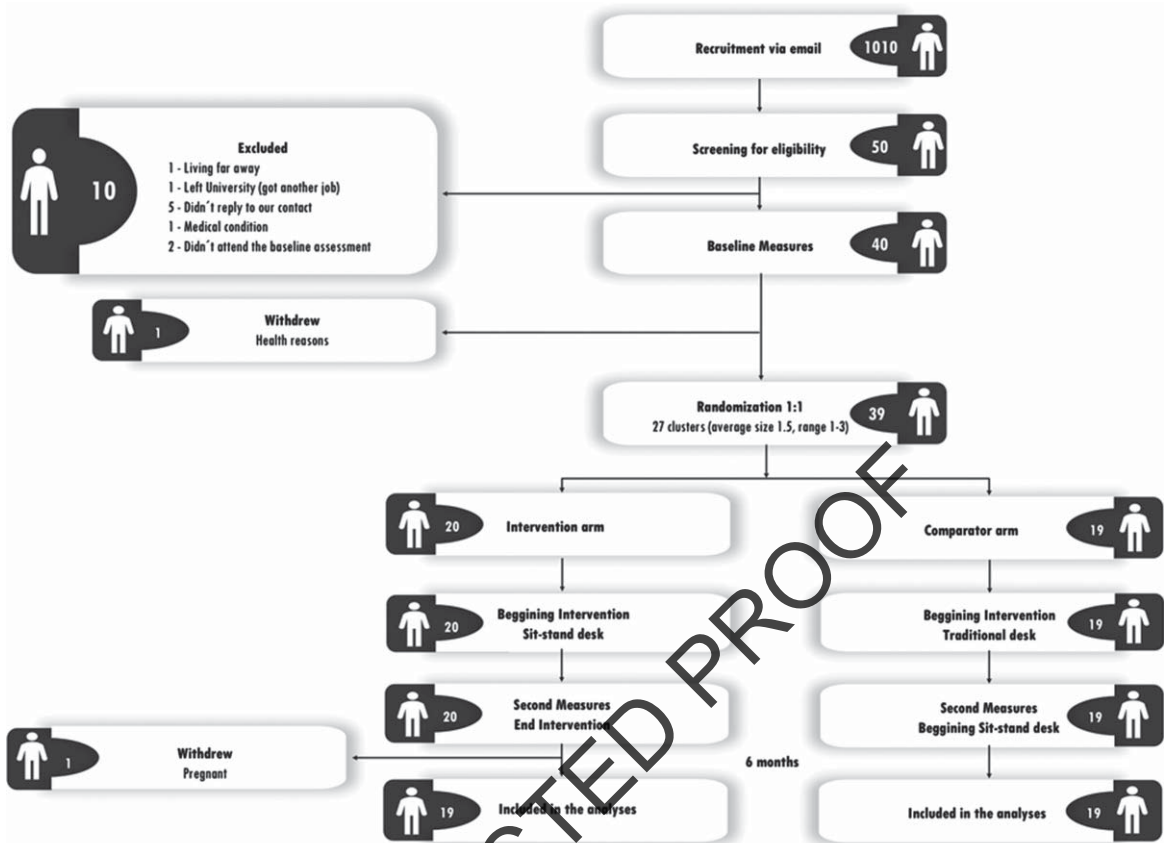 Recruitment via email
1010
Screening for eligibility
50
Excluded
1 - Living far away
1 - Left University (got another job)
5 - Didn´t reply to our contact
1 - Medical condition
2 - Didn´t attend the baseline assessment
10
Baseline Measures
40
1
Withdrew
Health reasons
Randomization 1:1
27 clusters (average size 1.5, range 1-3)
39
20
Intervention arm
Comparator arm
19
20
Beggining Intervention
Sit-stand desk
Beggining Intervention
Traditional desk
19
20
Second Measures
End Intervention
Second Measures
Beggining Sit-stand desk
19
1
Withdrew
Pregnant
6 months
19
Included in the analyses
Included in the analyses
19
CTED PROOF